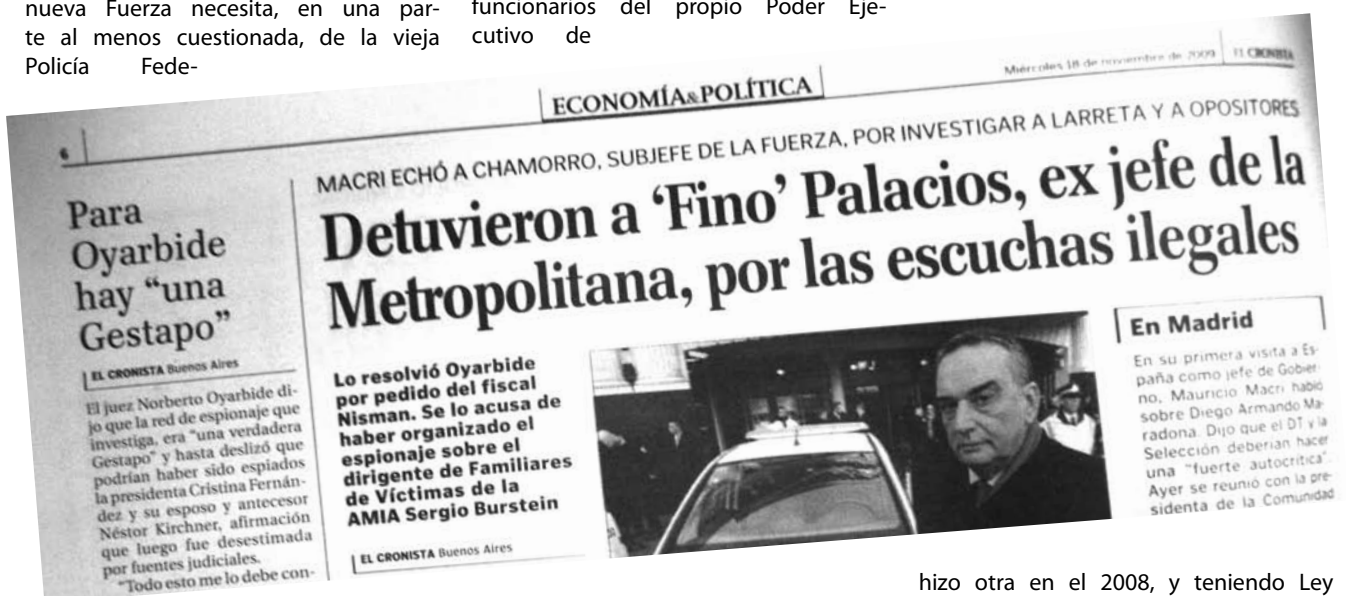 nueva Fuerza necesita, en una par-
te al menos cuestionada, de la vieja
Policía Fede-
funcionarios del propio Poder Eje-
cutivo de
6
ECONOMÍA&POLÍTICA
Miércoles 18 de noviembre de 2009
EL CRONISTA
Para
Oyarbide
hay “una
Gestapo”
EL CRONISTA Buenos Aires
El juez Norberto Oyarbide di-
jo que la red de espionaje que
investiga, era “una verdadera
Gestapo” y hasta deslizó que
podrían haber sido espiados
la presidenta Cristina Fernán-
dez y su esposo y antecesor
Néstor Kirchner, afirmación
que luego fue desestimada
por fuentes judiciales.
“Todo esto me lo debe con-
MACRI ECHÓ A CHAMORRO, SUBJEFE DE LA FUERZA, POR INVESTIGAR A LARRETA Y A OPOSITORES
Detuvieron a ‘Fino’ Palacios, ex jefe de la
Metropolitana, por las escuchas ilegales
Lo resolvió Oyarbide
por pedido del fiscal
Nisman. Se lo acusa de
haber organizado el
espionaje sobre el
dirigente de Familiares
de Víctimas de la
AMIA Sergio Burstein
EL CRONISTA Buenos Aires
En Madrid
En su primera visita a Es-
paña como jefe de Gobier-
no, Mauricio Macri habló
sobre Diego Armando Ma-
radona. Dijo que el DT y la
Selección deberían hacer
una “fuerte autocrítica”.
Ayer se reunió con la pre-
sidenta de la Comunidad
hizo otra en el 2008, y teniendo Ley